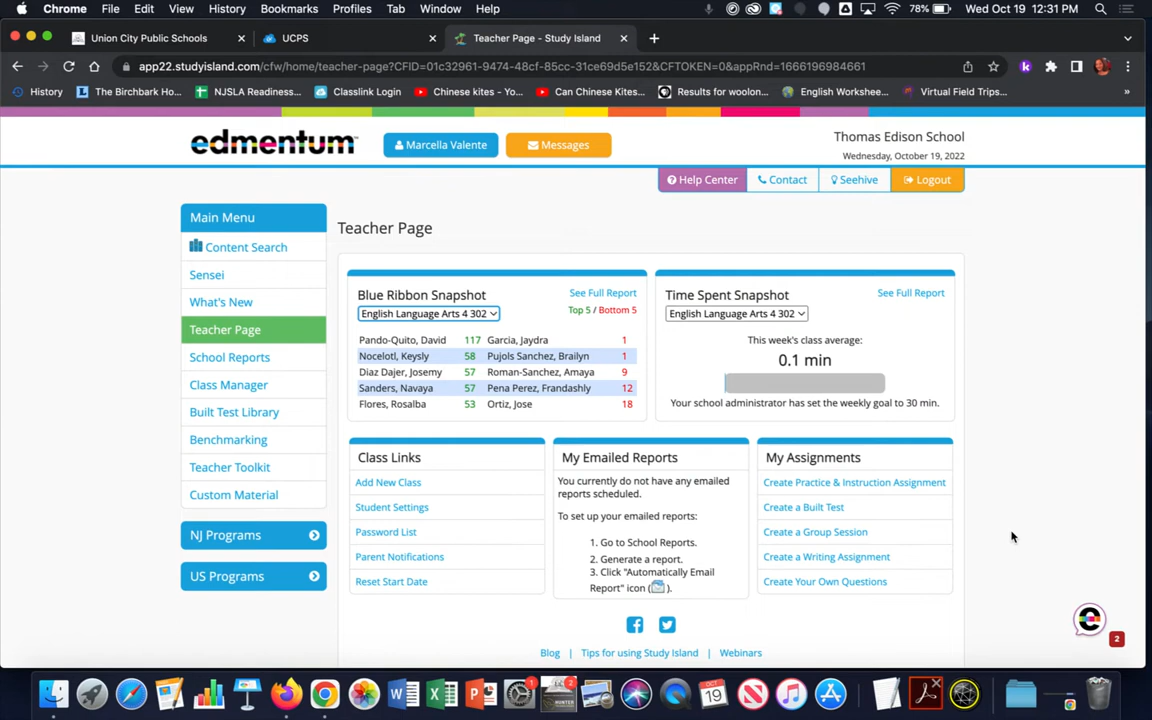 Chrome File Edit View History Bookmarks Profiles Tab Window Help 78% Wed Oct 19 12:31 PM
Union City Public Schools UCPS Teacher Page - Study Island
app22.studyisland.com/cfw/home/teacher-page?CFID=01c32961-9474-48cf-85cc-31ce69d5e152&CFTOKEN=0&appRnd=1666196984661
History The Birchbark Ho... NJSLA Readiness... Classlink Login Chinese kites - Yo... Can Chinese Kites... Results for woolon... English Workshee... Virtual Field Trips... »
edmentum Marcella Valente Messages Thomas Edison School
Wednesday, October 19, 2022
Help Center Contact Seehive Logout
Main Menu
Content Search
Sensei
What's New
Teacher Page
School Reports
Class Manager
Built Test Library
Benchmarking
Teacher Toolkit
Custom Material
NJ Programs
US Programs
Teacher Page
Blue Ribbon Snapshot See Full Report
English Language Arts 4 302 Top 5 / Bottom 5
Pando-Quito, David 117 Garcia, Jaydra 1
Nocelotl, Keysly 58 Pujols Sanchez, Brailyn 1
Diaz Dajer, Josemy 57 Roman-Sanchez, Amaya 9
Sanders, Navaya 57 Pena Perez, Frandashly 12
Flores, Rosalba 53 Ortiz, Jose 18
Time Spent Snapshot See Full Report
English Language Arts 4 302
This week's class average:
0.1 min
Your school administrator has set the weekly goal to 30 min.
Class Links
Add New Class
Student Settings
Password List
Parent Notifications
Reset Start Date
My Emailed Reports
You currently do not have any emailed
reports scheduled.
To set up your emailed reports:
1. Go to School Reports.
2. Generate a report.
3. Click "Automatically Email
Report" icon ( ).
My Assignments
Create Practice & Instruction Assignment
Create a Built Test
Create a Group Session
Create a Writing Assignment
Create Your Own Questions
2
Blog | Tips for using Study Island | Webinars